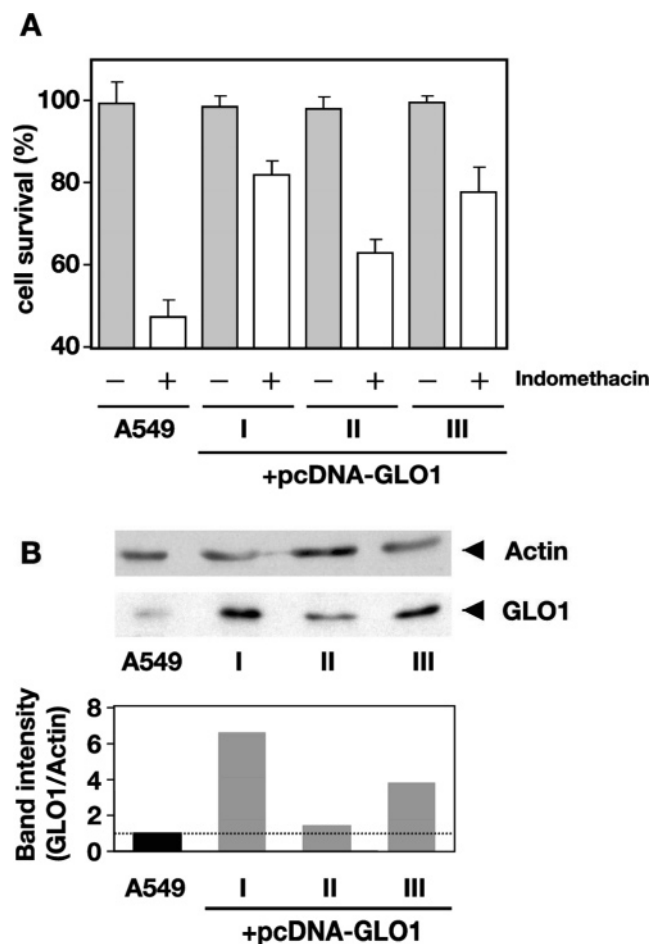 A
cell survival (%)
100
80
60
40
− + − + − + − + Indomethacin
A549 I II III
+pcDNA-GLO1
B
Actin
GLO1
A549 I II III
Band intensity
(GLO1/Actin)
8
6
4
2
0
A549 I II III
+pcDNA-GLO1